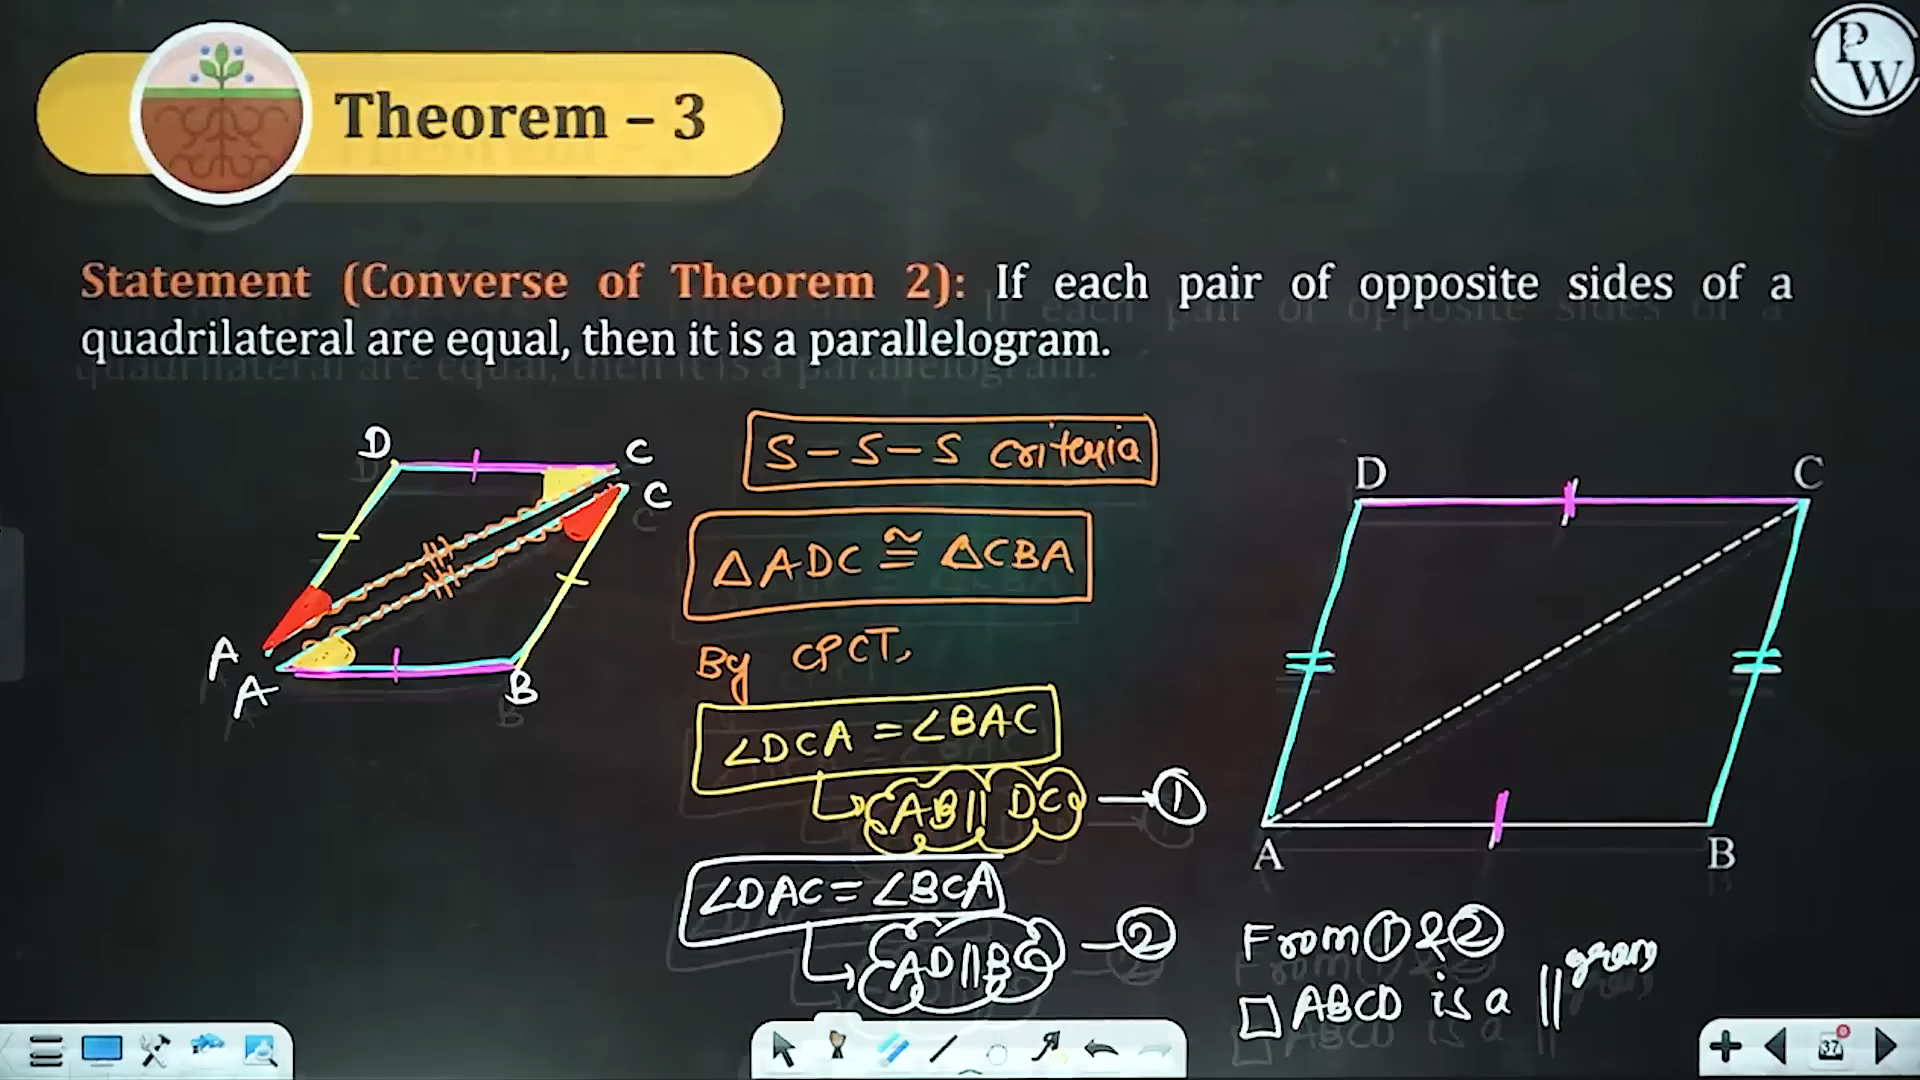 Theorem – 3
PW
Statement (Converse of Theorem 2): If each pair of opposite sides of a
quadrilateral are equal, then it is a parallelogram.
D
C
C
A
A
B
S-S-S criteria
△ADC ≅ △CBA
By CPCT,
∠DCA = ∠BAC
AB || DC → ①
∠DAC = ∠BCA
AD || BC — ②
D
C
A
B
From ① & ②
□ ABCD is a ||gram
37